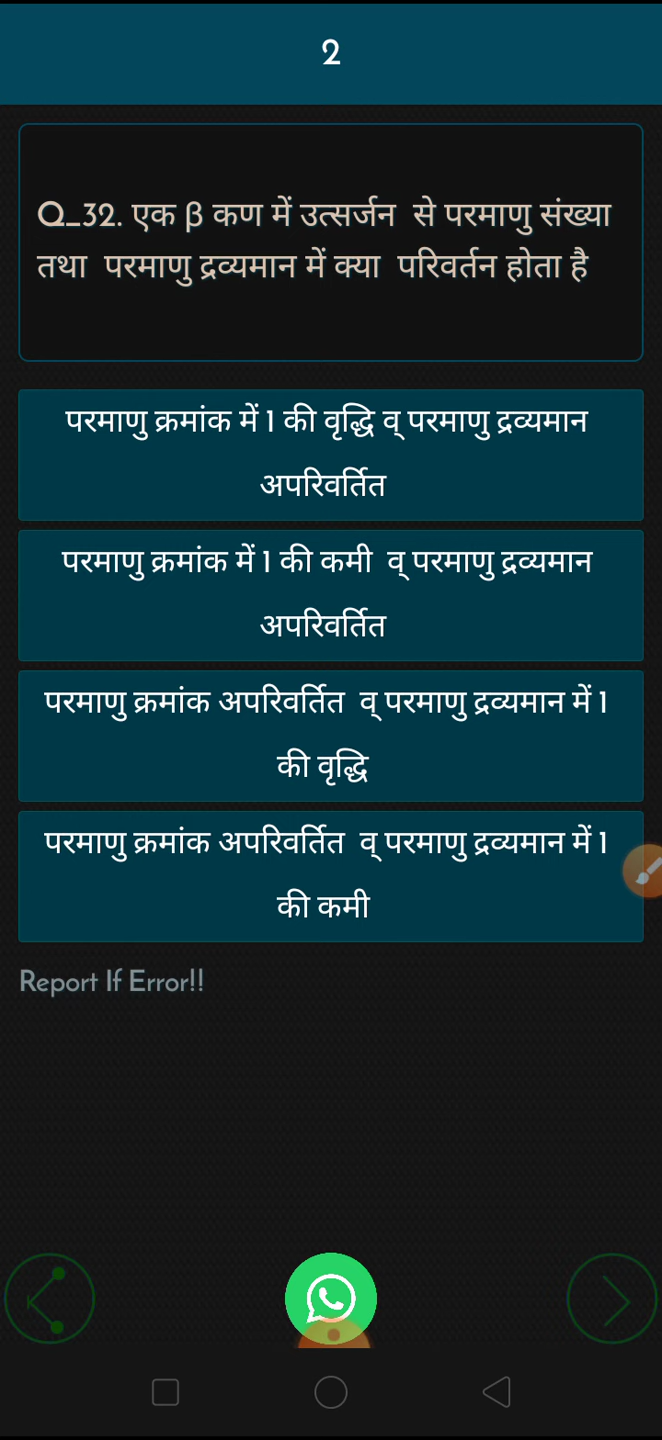 2
Q_32. एक β कण में उत्सर्जन से परमाणु संख्या
तथा परमाणु द्रव्यमान में क्या परिवर्तन होता है
परमाणु क्रमांक में 1 की वृद्धि व् परमाणु द्रव्यमान
अपरिवर्तित
परमाणु क्रमांक में 1 की कमी व् परमाणु द्रव्यमान
अपरिवर्तित
परमाणु क्रमांक अपरिवर्तित व् परमाणु द्रव्यमान में 1
की वृद्धि
परमाणु क्रमांक अपरिवर्तित व् परमाणु द्रव्यमान में 1
की कमी
Report If Error!!